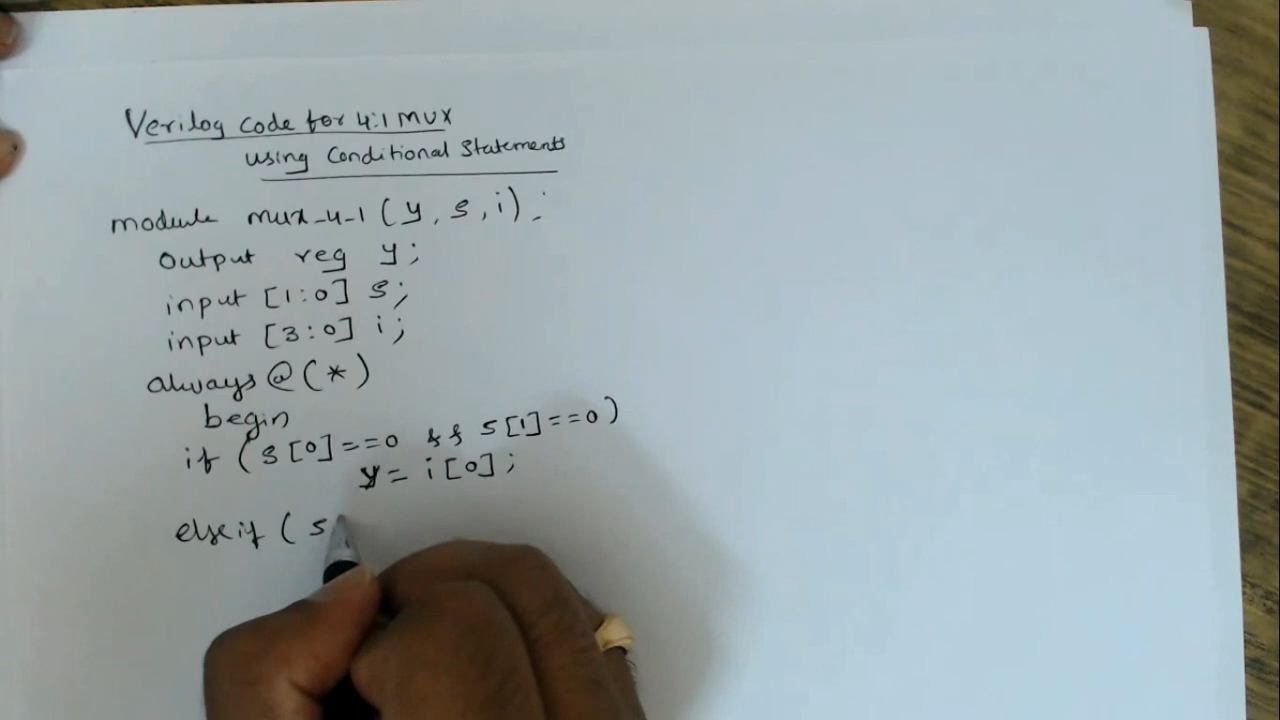 Verilog code for 4:1 MUX
using Conditional Statements
module mux_4_1 ( y, s, i ) ;
output reg y;
input [1:0] s;
input [3:0] i;
always @ (*)
begin
if ( s[0]==0 && s[1]==0 )
y = i[0];
elseif ( s